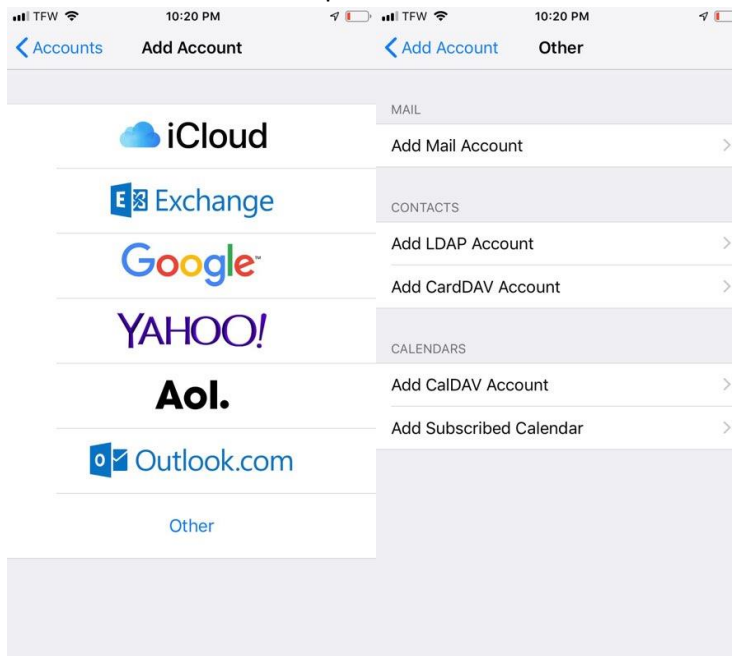 TFW 10:20 PM
Accounts Add Account
iCloud
E Exchange
Google™
YAHOO!
Aol.
o Outlook.com
Other
TFW 10:20 PM
Add Account Other
MAIL
Add Mail Account
CONTACTS
Add LDAP Account
Add CardDAV Account
CALENDARS
Add CalDAV Account
Add Subscribed Calendar